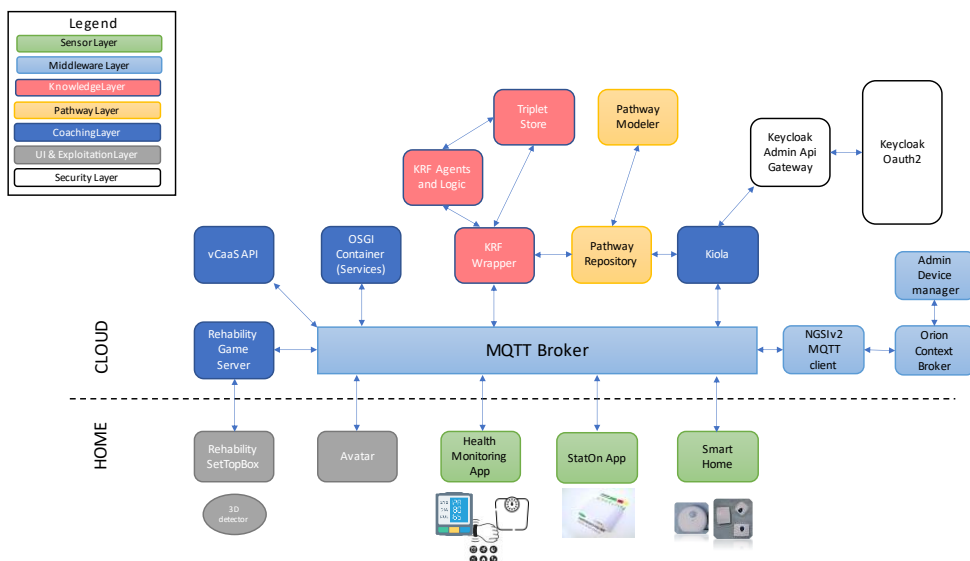 Legend
SensorLayer
Middleware Layer
KnowledgeLayer
Pathway Layer
CoachingLayer
UI & ExploitationLayer
Security Layer
Triplet
Store
Pathway
Modeler
Keycloak
Admin Api
Gateway
Keycloak
Oauth2
KRF Agents
and Logic
vCaaS API
OSGI
Container
(Services)
KRF
Wrapper
Pathway
Repository
Kiola
Admin
Device
manager
CLOUD
Rehability
Game
Server
MQTT Broker
NGSIv2
MQTT
client
Orion
Context
Broker
HOME
Rehability
SetTopBox
Avatar
Health
Monitoring
App
StatOn App
Smart
Home
3D
detector